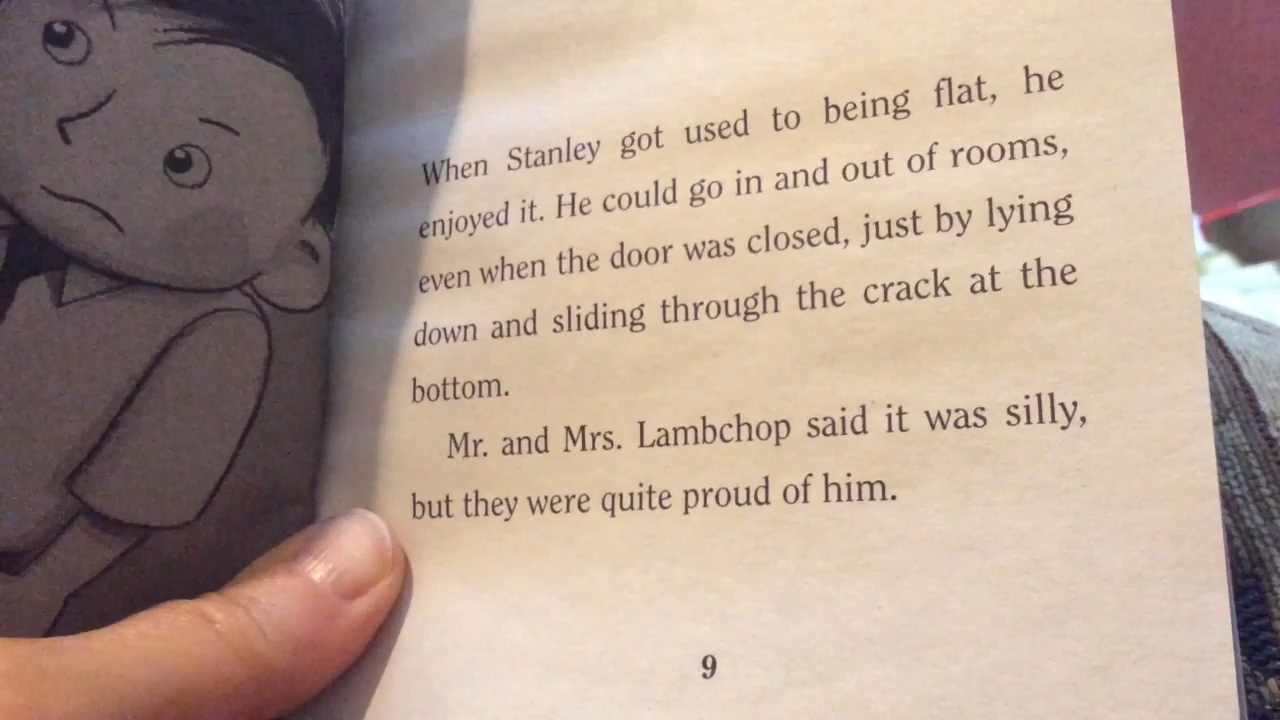 When Stanley got used to being flat, he
enjoyed it. He could go in and out of rooms,
even when the door was closed, just by lying
down and sliding through the crack at the
bottom.
Mr. and Mrs. Lambchop said it was silly,
but they were quite proud of him.
9